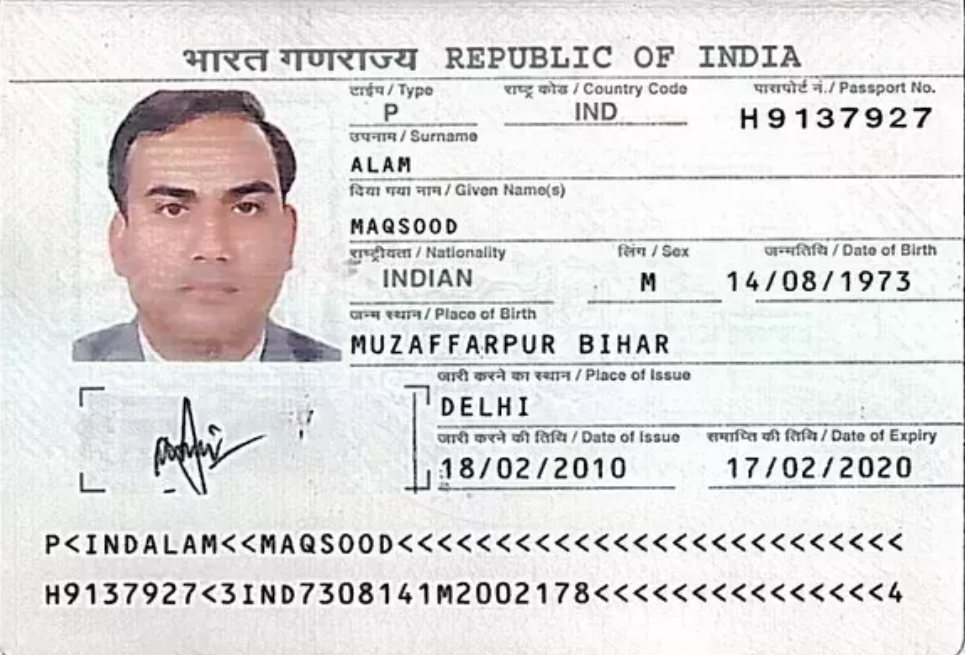 भारत गणराज्य REPUBLIC OF INDIA
टाईप / Type राष्ट्र कोड / Country Code पासपोर्ट नं. / Passport No.
P IND H9137927
उपनाम / Surname
ALAM
दिया गया नाम / Given Name(s)
MAQSOOD
राष्ट्रीयता / Nationality लिंग / Sex जन्मतिथि / Date of Birth
INDIAN M 14/08/1973
जन्म स्थान / Place of Birth
MUZAFFARPUR BIHAR
जारी करने का स्थान / Place of Issue
DELHI
जारी करने की तिथि / Date of Issue समाप्ति की तिथि / Date of Expiry
18/02/2010 17/02/2020
P<INDALAM<<MAQSOOD<<<<<<<<<<<<<<<<<<<<<<<<<<
H9137927<3IND7308141M2002178<<<<<<<<<<<<<<<4